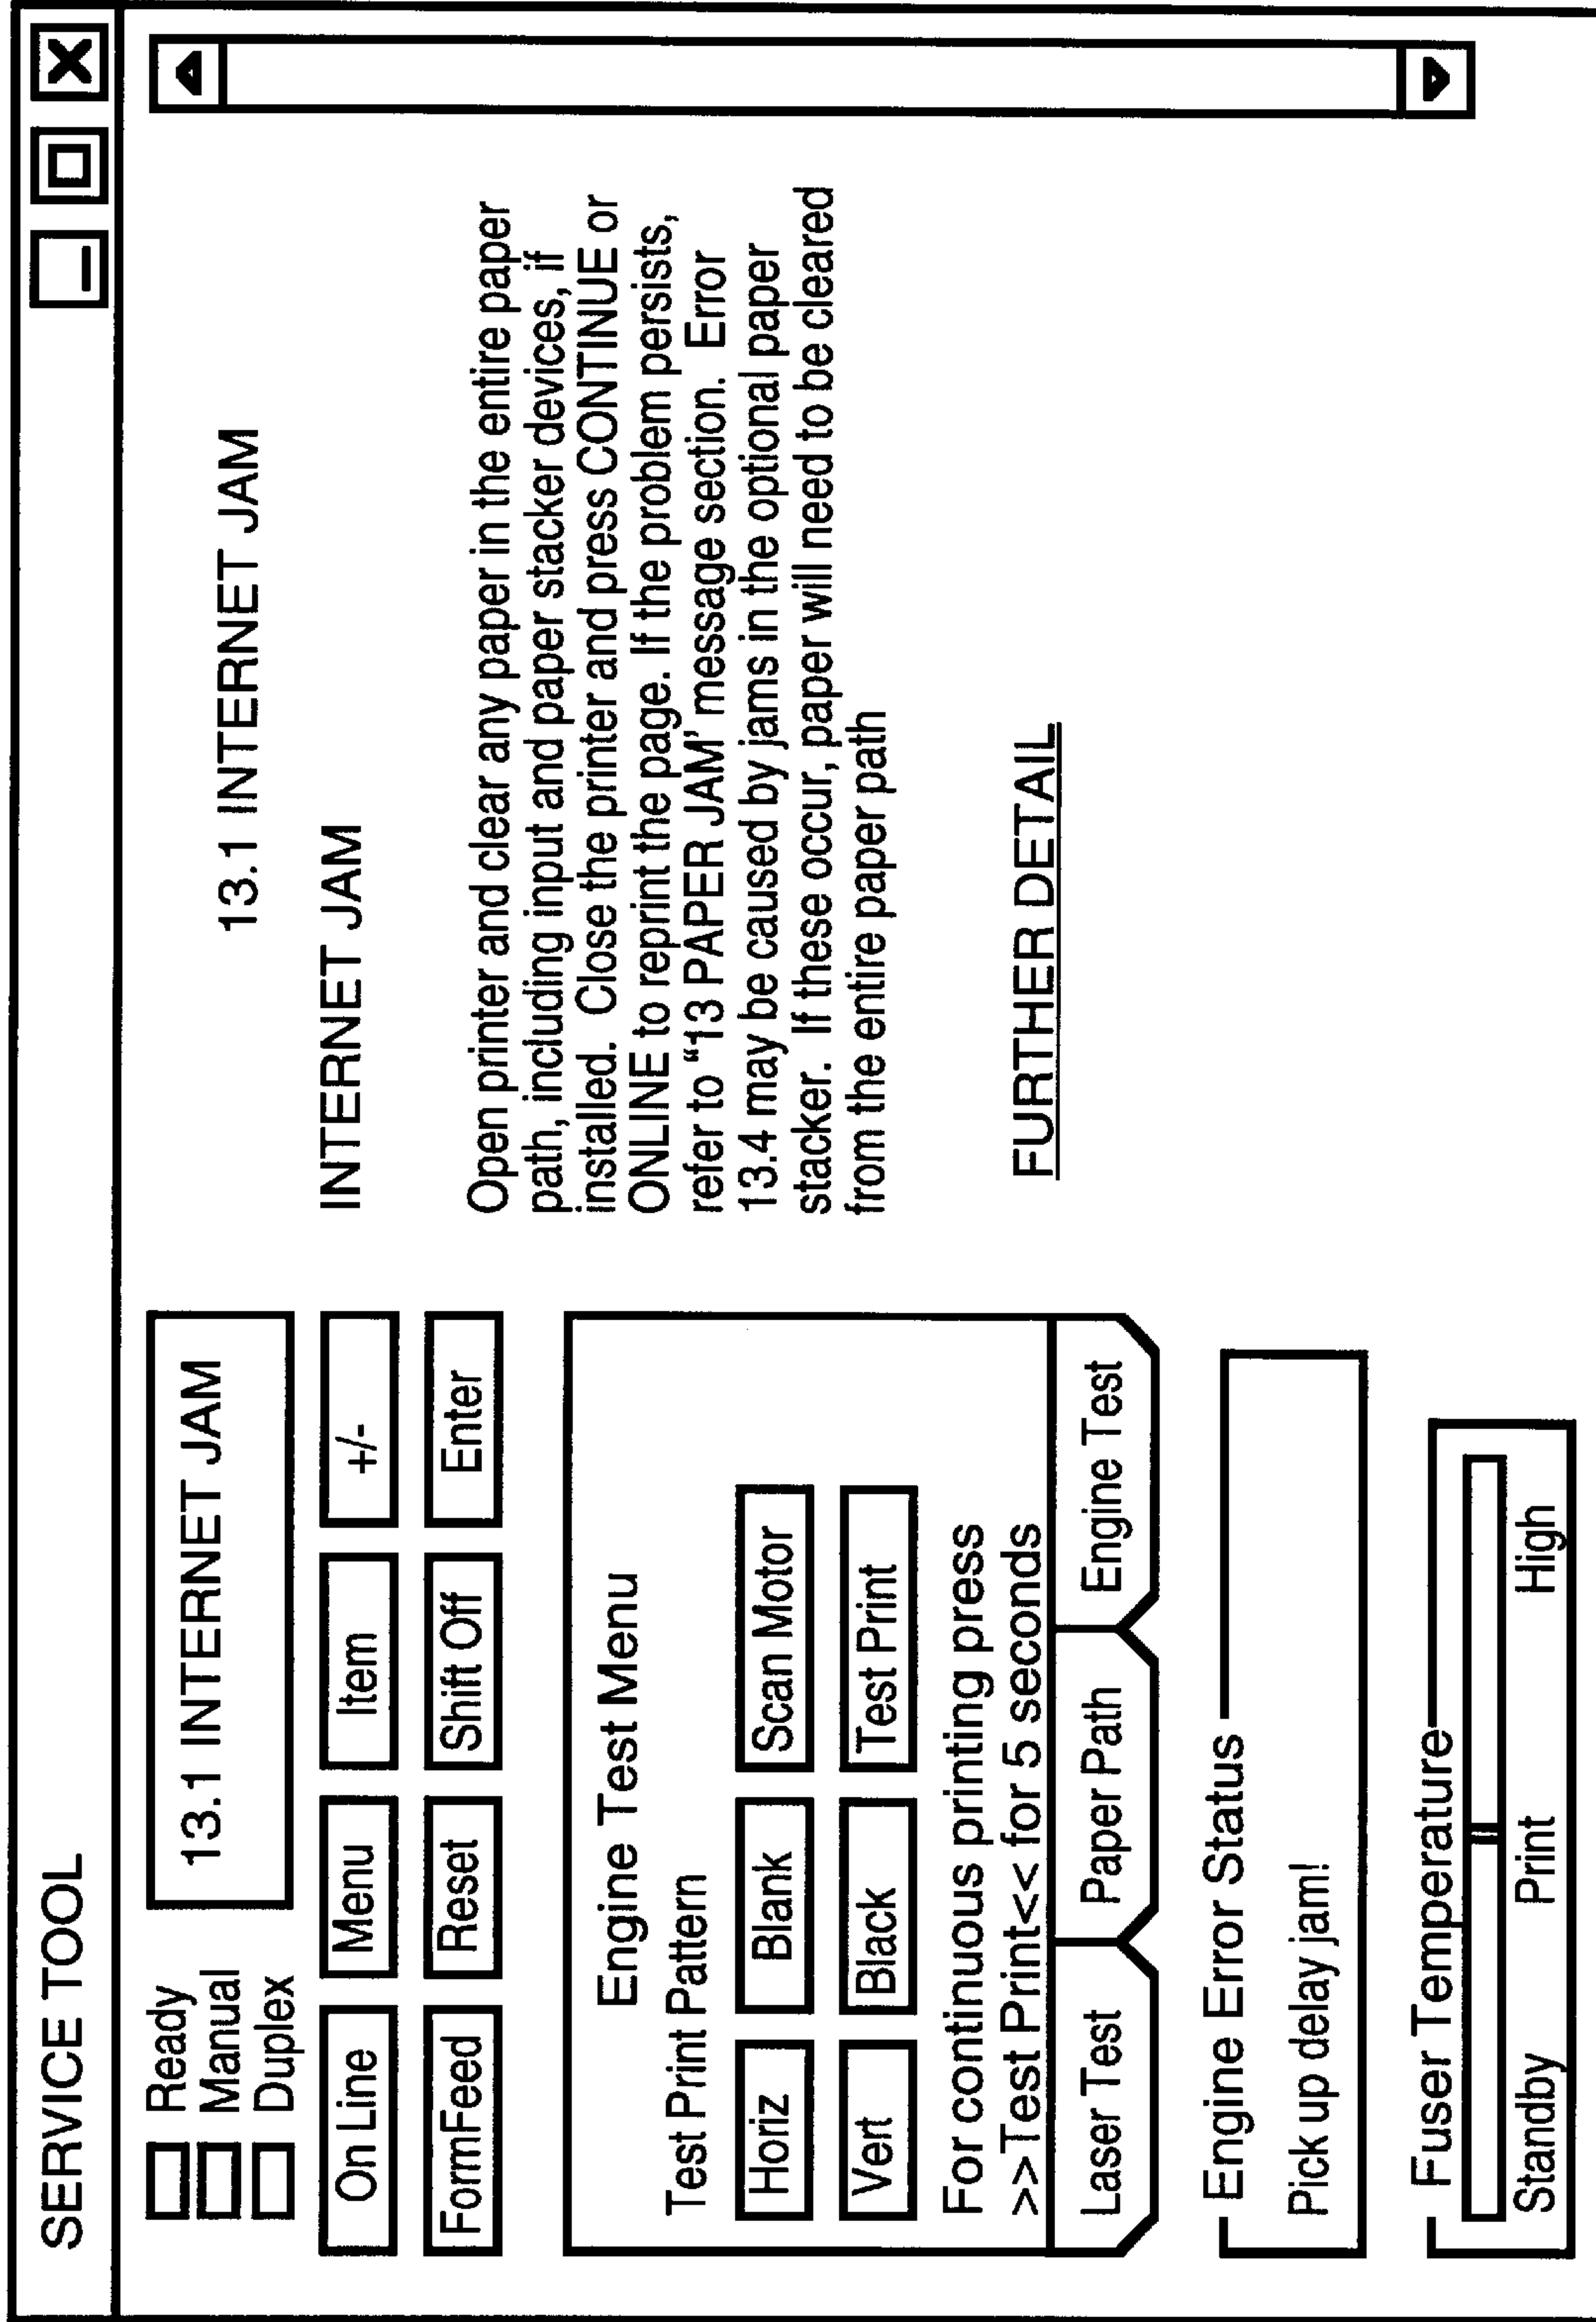 SERVICE TOOL
Ready
Manual
Duplex
13.1 INTERNET JAM
On Line
Menu
Item
+/-
FormFeed
Reset
Shift Off
Enter
Engine Test Menu
Test Print Pattern
Horiz
Blank
Scan Motor
Vert
Black
Test Print
For continuous printing press
>>Test Print<< for 5 seconds
Laser Test
Paper Path
Engine Test
Engine Error Status
Pick up delay jam!
Fuser Temperature
Standby
Print
High
13.1 INTERNET JAM
INTERNET JAM
Open printer and clear any paper in the entire paper
path, including input and paper stacker devices, if
installed. Close the printer and press CONTINUE or
ONLINE to reprint the page. If the problem persists,
refer to “13 PAPER JAM’ message section. Error
13.4 may be caused by jams in the optional paper
stacker. If these occur, paper will need to be cleared
from the entire paper path
FURTHER DETAIL